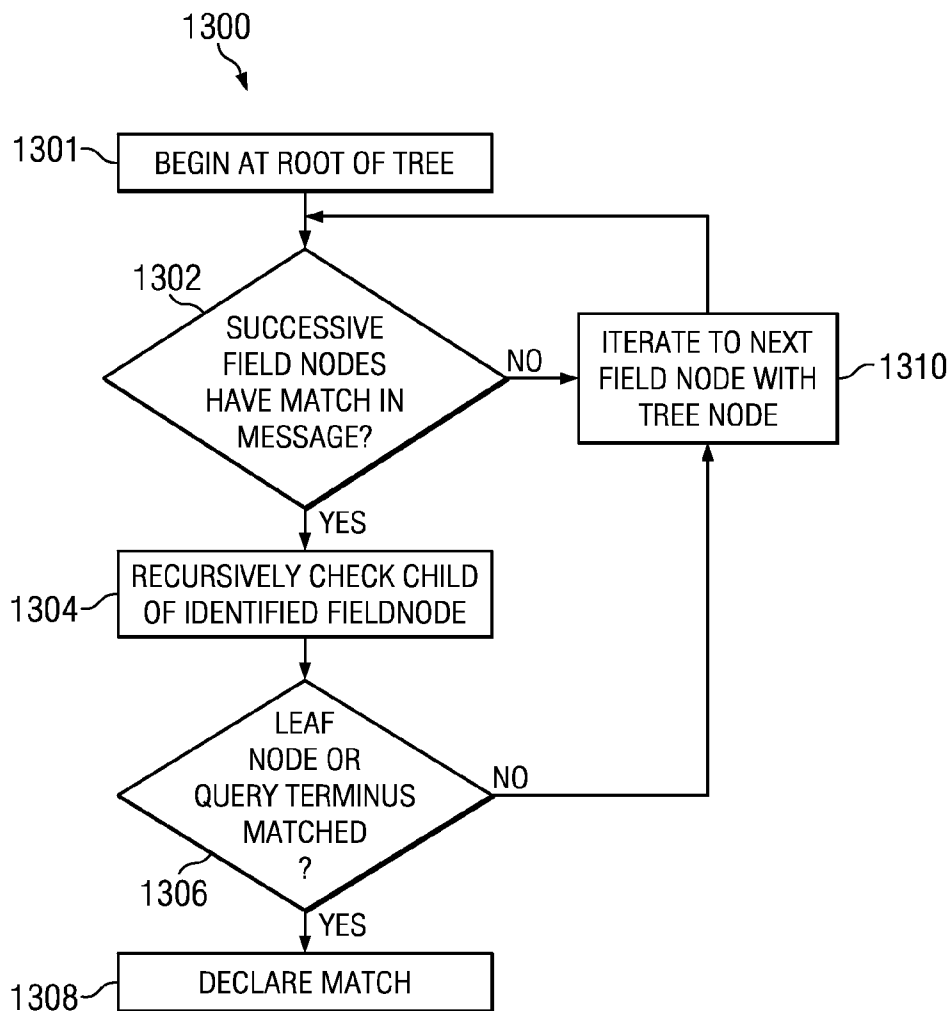 1300
1301
BEGIN AT ROOT OF TREE
1302
SUCCESSIVE
FIELD NODES
HAVE MATCH IN
MESSAGE?
NO
ITERATE TO NEXT
FIELD NODE WITH
TREE NODE
1310
YES
1304
RECURSIVELY CHECK CHILD
OF IDENTIFIED FIELDNODE
LEAF
NODE OR
QUERY TERMINUS
MATCHED
?
NO
1306
YES
1308
DECLARE MATCH